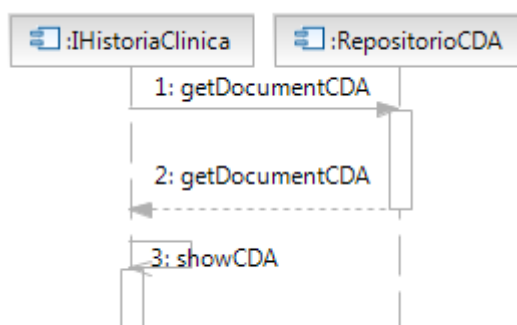 :IHistoriaClinica
:RepositorioCDA
1: getDocumentCDA
2: getDocumentCDA
3: showCDA